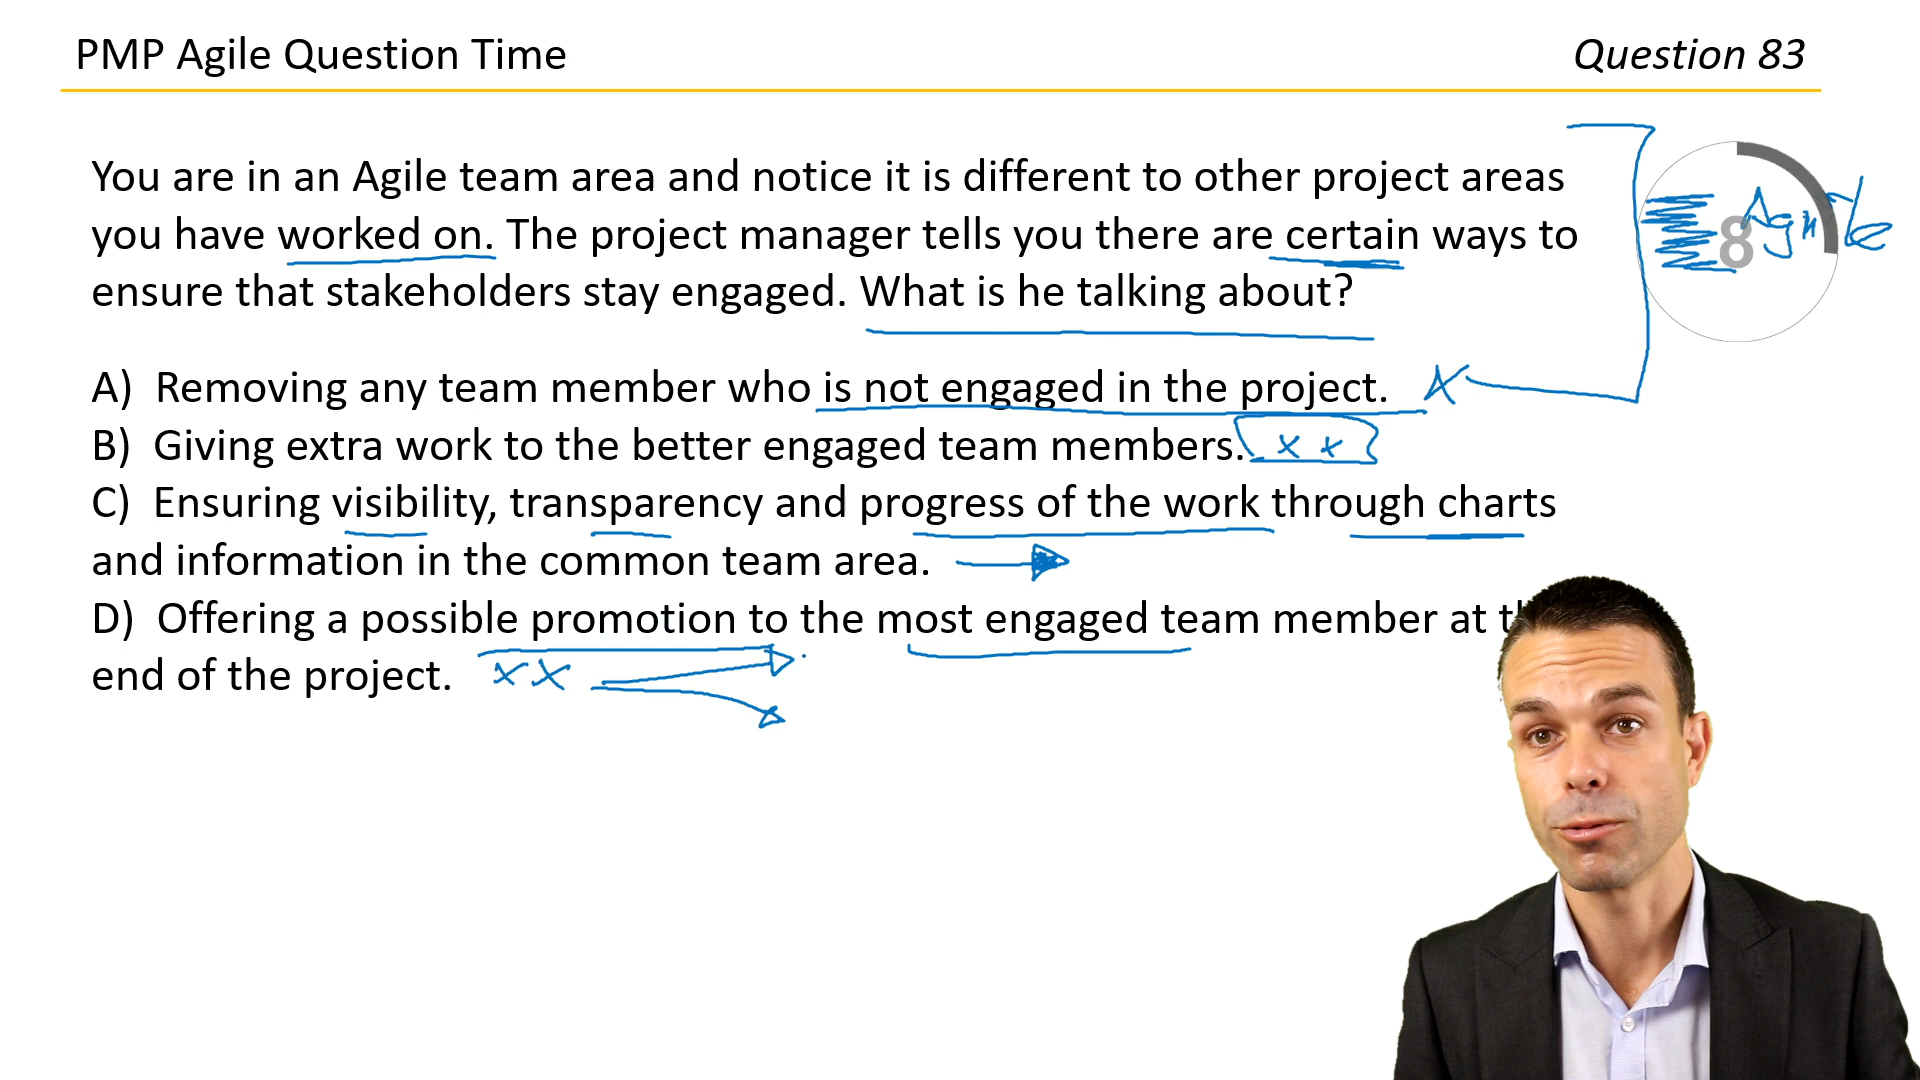 PMP Agile Question Time
Question 83
You are in an Agile team area and notice it is different to other project areas
you have worked on. The project manager tells you there are certain ways to
ensure that stakeholders stay engaged. What is he talking about?
8
Agile
A) Removing any team member who is not engaged in the project. x
B) Giving extra work to the better engaged team members. x x
C) Ensuring visibility, transparency and progress of the work through charts
and information in the common team area.
D) Offering a possible promotion to the most engaged team member at
end of the project. x x